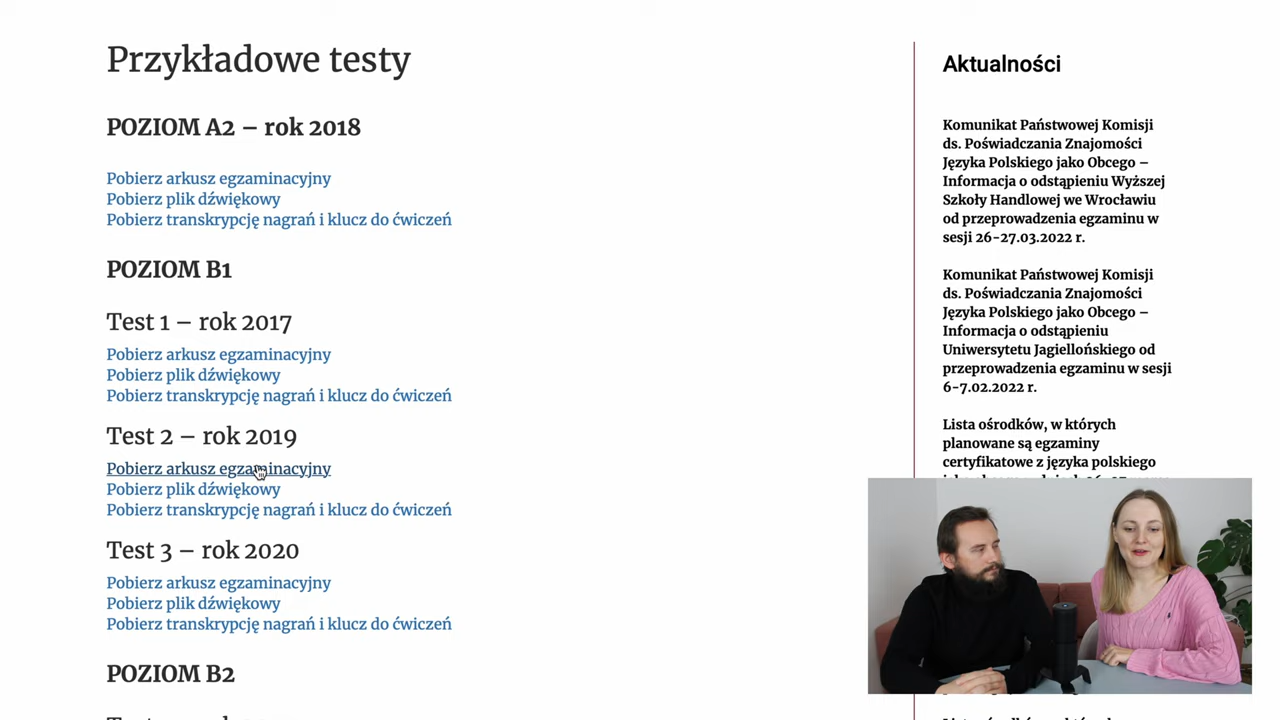 Przykładowe testy
POZIOM A2 – rok 2018
Pobierz arkusz egzaminacyjny
Pobierz plik dźwiękowy
Pobierz transkrypcję nagrań i klucz do ćwiczeń
POZIOM B1
Test 1 – rok 2017
Pobierz arkusz egzaminacyjny
Pobierz plik dźwiękowy
Pobierz transkrypcję nagrań i klucz do ćwiczeń
Test 2 – rok 2019
Pobierz arkusz egzaminacyjny
Pobierz plik dźwiękowy
Pobierz transkrypcję nagrań i klucz do ćwiczeń
Test 3 – rok 2020
Pobierz arkusz egzaminacyjny
Pobierz plik dźwiękowy
Pobierz transkrypcję nagrań i klucz do ćwiczeń
POZIOM B2
Aktualności
Komunikat Państwowej Komisji
ds. Poświadczania Znajomości
Języka Polskiego jako Obcego –
Informacja o odstąpieniu Wyższej
Szkoły Handlowej we Wrocławiu
od przeprowadzenia egzaminu w
sesji 26-27.03.2022 r.
Komunikat Państwowej Komisji
ds. Poświadczania Znajomości
Języka Polskiego jako Obcego –
Informacja o odstąpieniu
Uniwersytetu Jagiellońskiego od
przeprowadzenia egzaminu w sesji
6-7.02.2022 r.
Lista ośrodków, w których
planowane są egzaminy
certyfikatowe z języka polskiego